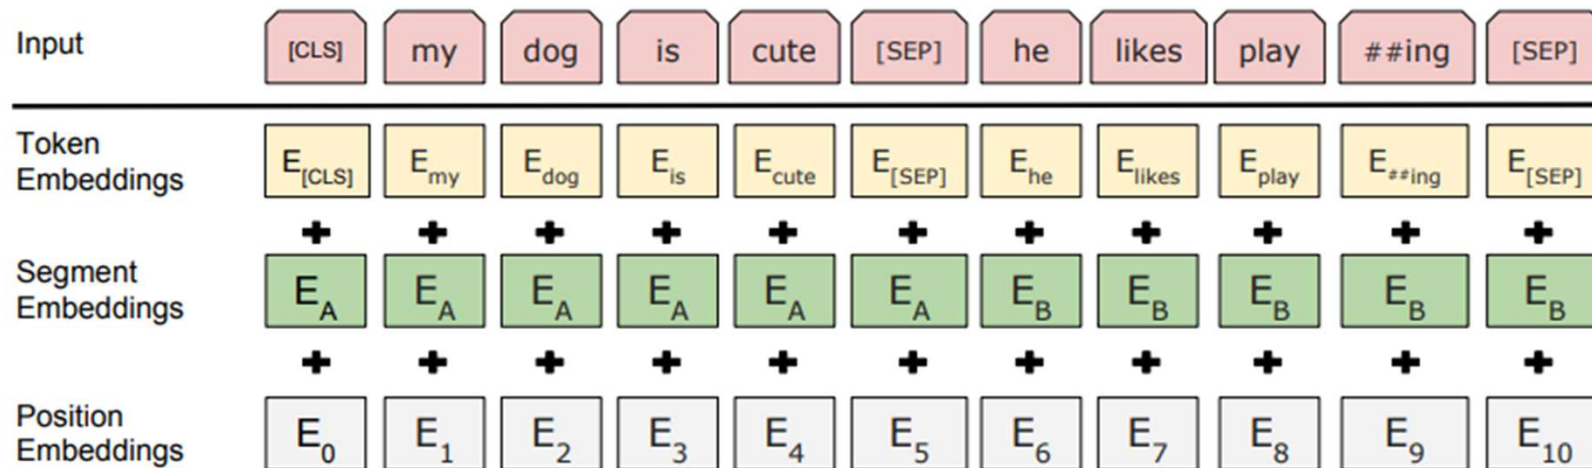 Input [CLS] my dog is cute [SEP] he likes play ##ing [SEP]
Token
Embeddings E[CLS] Emy Edog Eis Ecute E[SEP] Ehe Elikes Eplay E##ing E[SEP]
+ + + + + + + + + + +
Segment
Embeddings EA EA EA EA EA EA EB EB EB EB EB
+ + + + + + + + + + +
Position
Embeddings E0 E1 E2 E3 E4 E5 E6 E7 E8 E9 E10